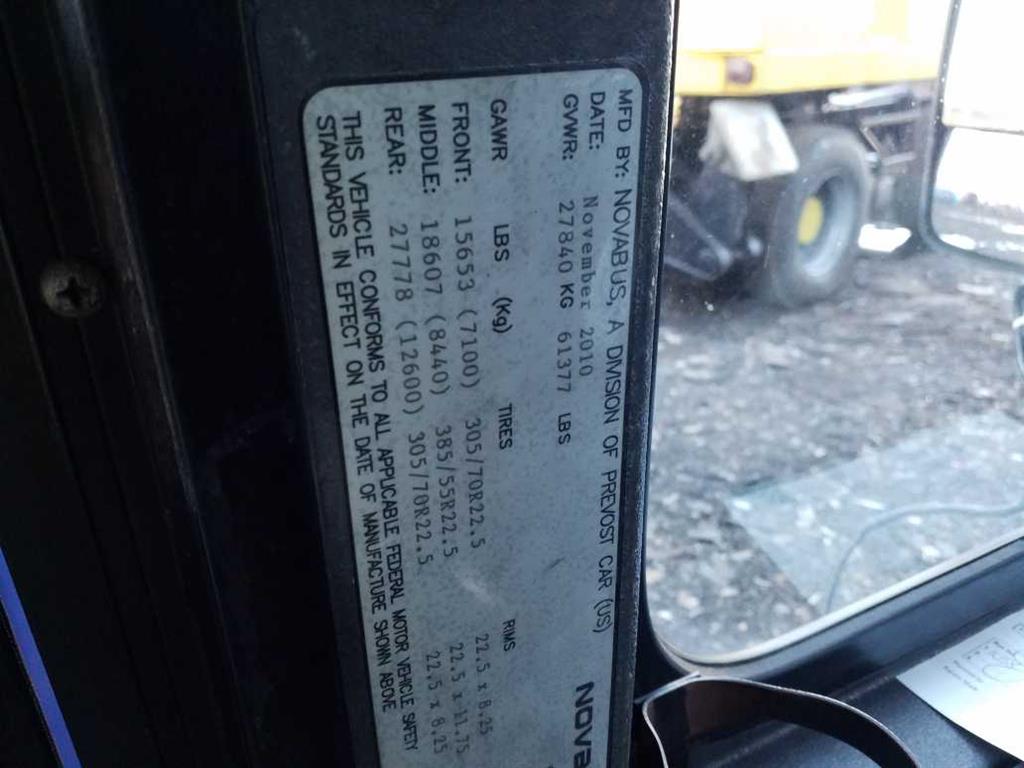 MFD BY: NOVABUS, A DIVISION OF PREVOST CAR (US)
DATE: November 2010
GVWR: 27840 KG 61377 LBS
NOVA
GAWR LBS (Kg) TIRES RIMS
FRONT: 15653 (7100) 305/70R22.5 22.5 x 8.25
MIDDLE: 18607 (8440) 385/55R22.5 22.5 x 11.75
REAR: 27778 (12600) 305/70R22.5 22.5 x 8.25
THIS VEHICLE CONFORMS TO ALL APPLICABLE FEDERAL MOTOR VEHICLE SAFETY
STANDARDS IN EFFECT ON THE DATE OF MANUFACTURE SHOWN ABOVE